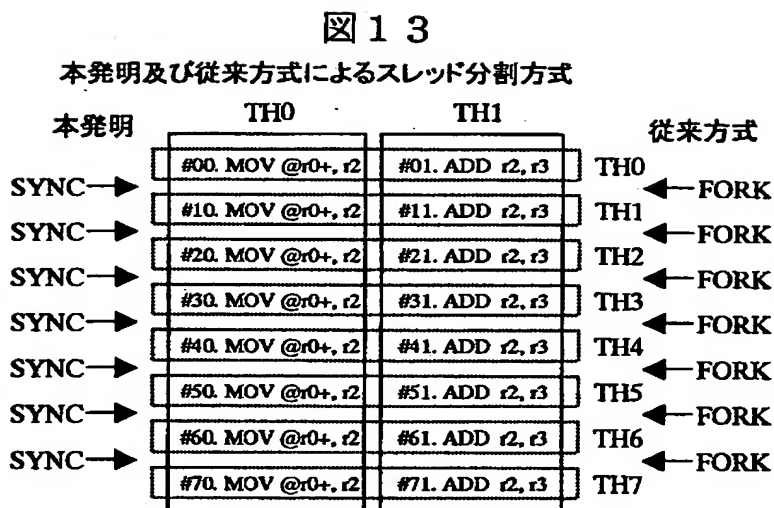 図13
本発明及び従来方式によるスレッド分割方式
本発明 TH0 TH1 従来方式
#00. MOV @r0+, r2 #01. ADD r2, r3 TH0
SYNC FORK
#10. MOV @r0+, r2 #11. ADD r2, r3 TH1
SYNC FORK
#20. MOV @r0+, r2 #21. ADD r2, r3 TH2
SYNC FORK
#30. MOV @r0+, r2 #31. ADD r2, r3 TH3
SYNC FORK
#40. MOV @r0+, r2 #41. ADD r2, r3 TH4
SYNC FORK
#50. MOV @r0+, r2 #51. ADD r2, r3 TH5
SYNC FORK
#60. MOV @r0+, r2 #61. ADD r2, r3 TH6
SYNC FORK
#70. MOV @r0+, r2 #71. ADD r2, r3 TH7